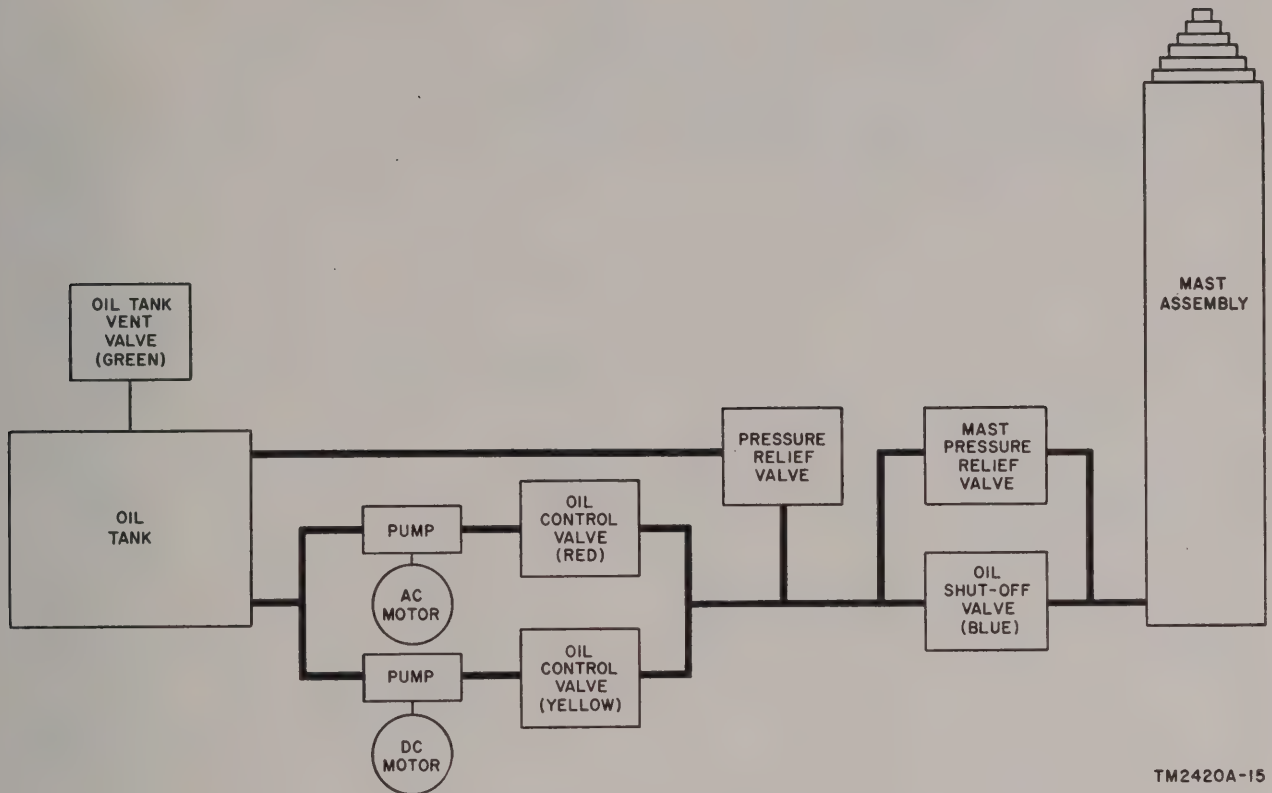 OIL TANK
VENT
VALVE
(GREEN)
MAST
ASSEMBLY
OIL
TANK
PUMP
AC
MOTOR
OIL
CONTROL
VALVE
(RED)
PRESSURE
RELIEF
VALVE
MAST
PRESSURE
RELIEF
VALVE
PUMP
DC
MOTOR
OIL
CONTROL
VALVE
(YELLOW)
OIL
SHUT-OFF
VALVE
(BLUE)
TM2420A-15